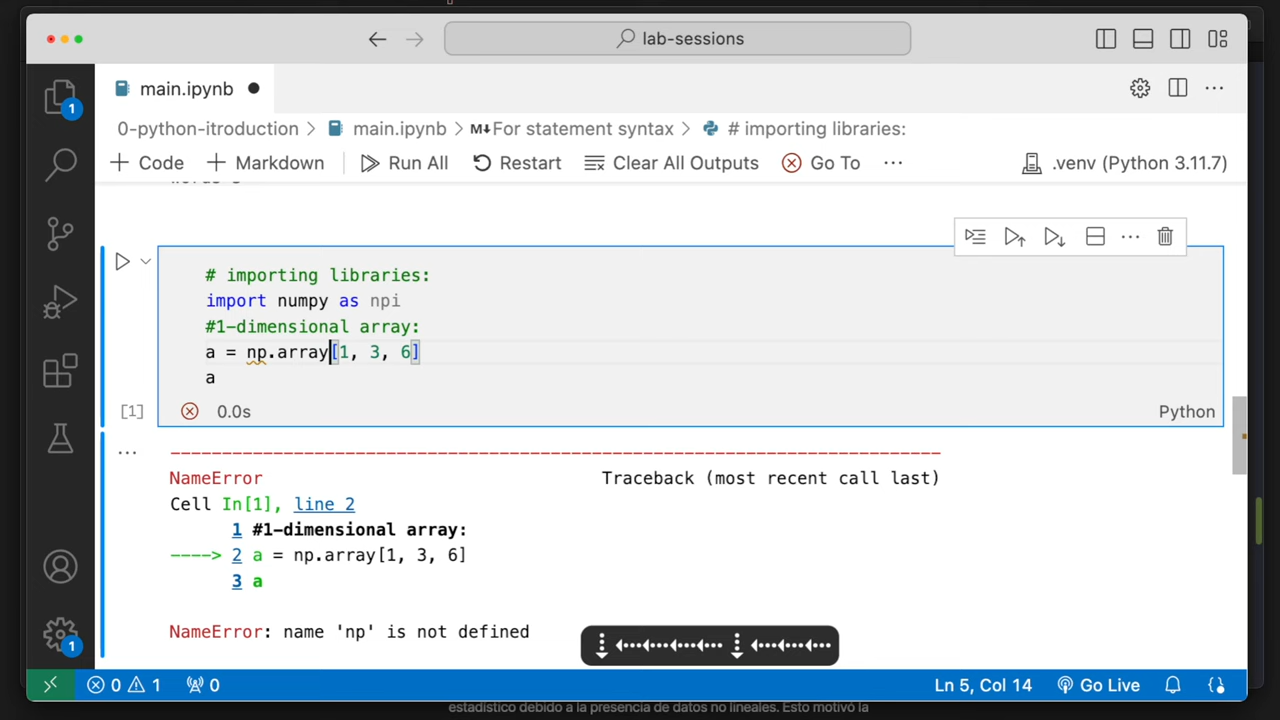 lab-sessions
main.ipynb
0-python-itroduction > main.ipynb > M↓For statement syntax > # importing libraries:
+ Code + Markdown Run All Restart Clear All Outputs Go To ... .venv (Python 3.11.7)
# importing libraries:
import numpy as npi
#1-dimensional array:
a = np.array[1, 3, 6]
a
[1] 0.0s Python
NameError Traceback (most recent call last)
Cell In[1], line 2
1 #1-dimensional array:
----> 2 a = np.array[1, 3, 6]
3 a
NameError: name 'np' is not defined
1
1
0 1 0 Ln 5, Col 14 Go Live
estadístico debido a la presencia de datos no lineales. Esto motivó la